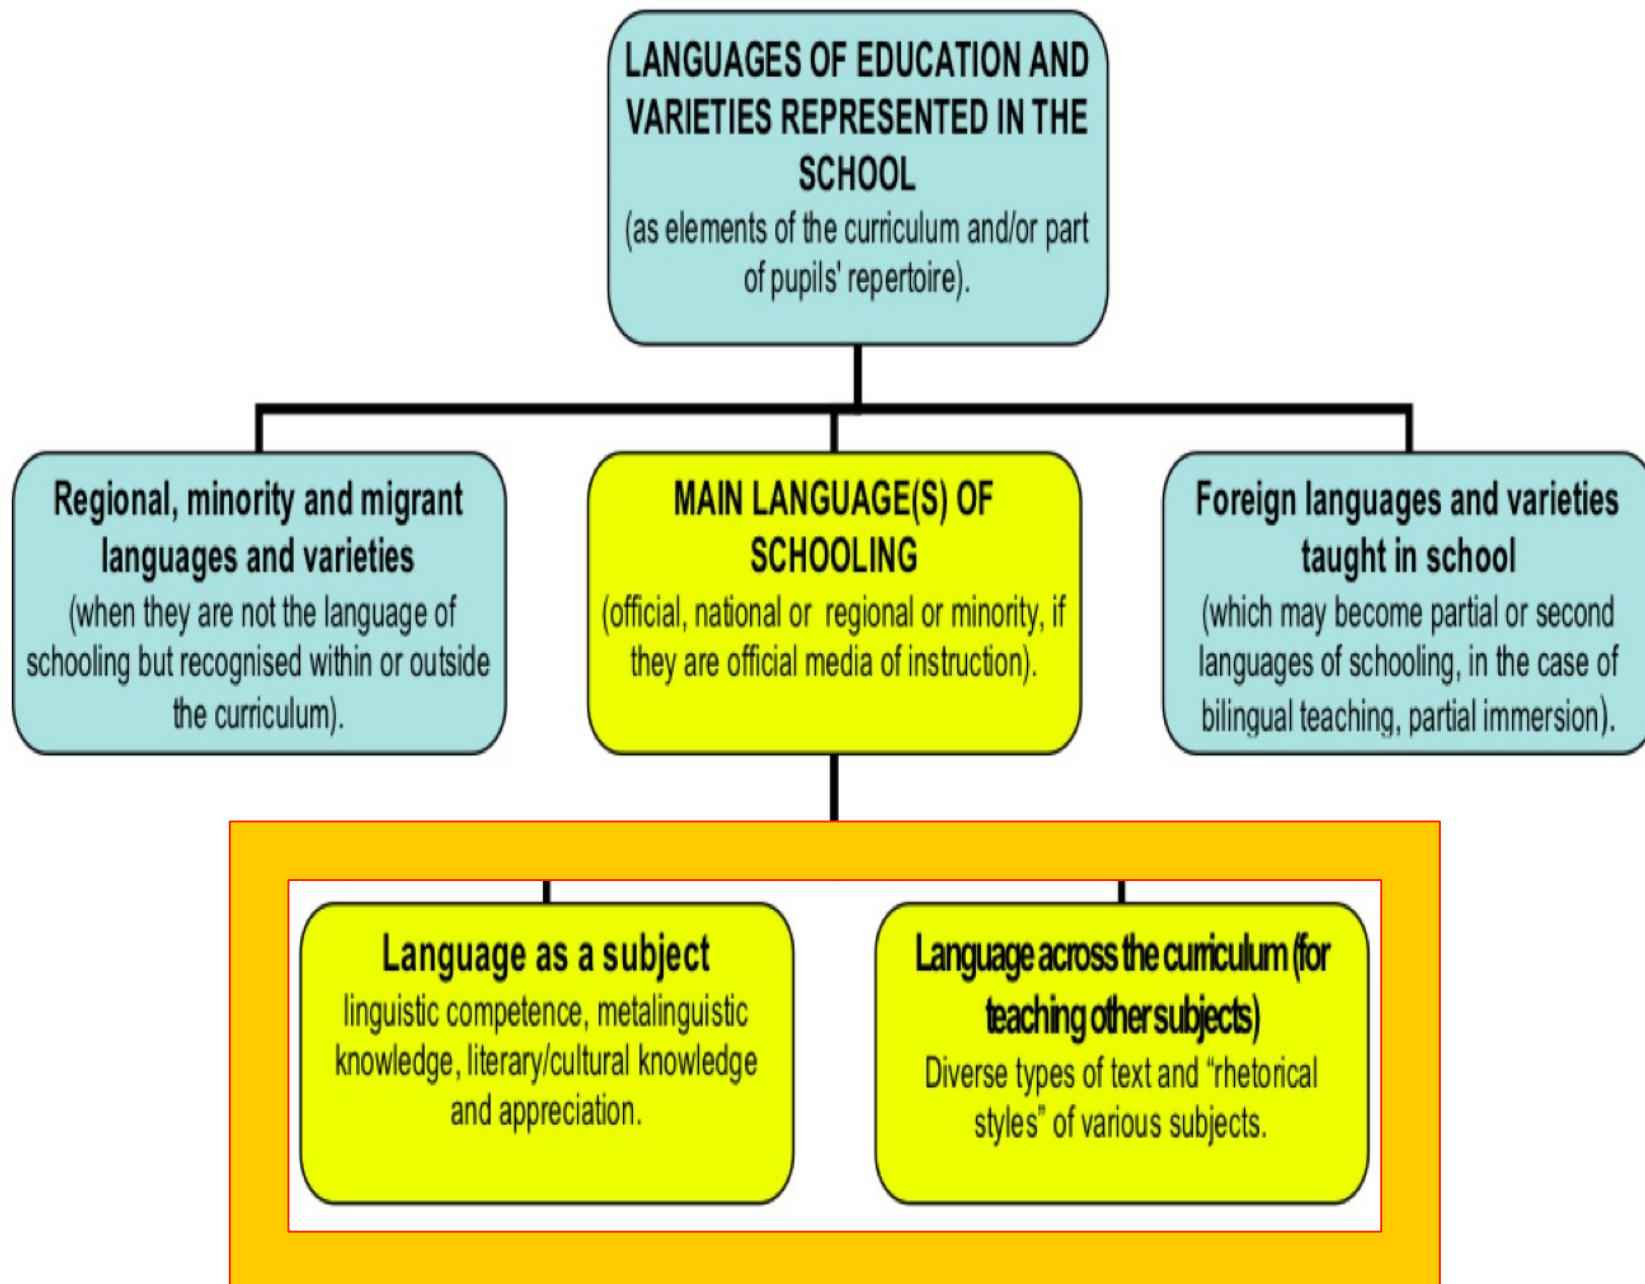 LANGUAGES OF EDUCATION AND
VARIETIES REPRESENTED IN THE
SCHOOL
(as elements of the curriculum and/or part
of pupils' repertoire).
Regional, minority and migrant
languages and varieties
(when they are not the language of
schooling but recognised within or outside
the curriculum).
MAIN LANGUAGE(S) OF
SCHOOLING
(official, national or regional or minority, if
they are official media of instruction).
Foreign languages and varieties
taught in school
(which may become partial or second
languages of schooling, in the case of
bilingual teaching, partial immersion).
Language as a subject
linguistic competence, metalinguistic
knowledge, literary/cultural knowledge
and appreciation.
Language across the curriculum (for
teaching other subjects)
Diverse types of text and “rhetorical
styles” of various subjects.